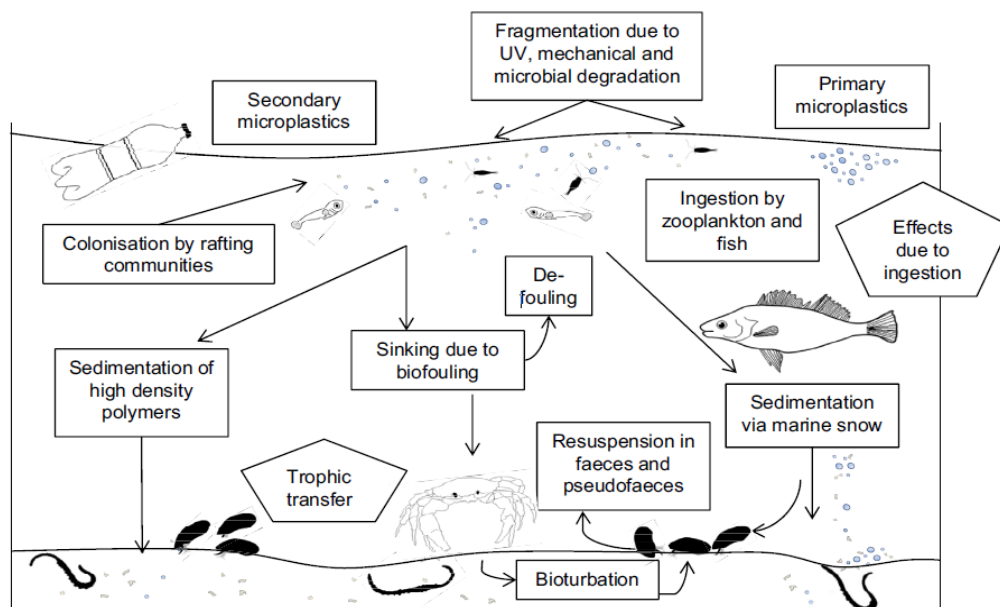 Fragmentation due to
UV, mechanical and
microbial degradation
Secondary
microplastics
Primary
microplastics
Colonisation by rafting
communities
Ingestion by
zooplankton and
fish
Effects
due to
ingestion
De-
fouling
Sedimentation of
high density
polymers
Sinking due to
biofouling
Sedimentation
via marine snow
Trophic
transfer
Resuspension in
faeces and
pseudofaeces
Bioturbation